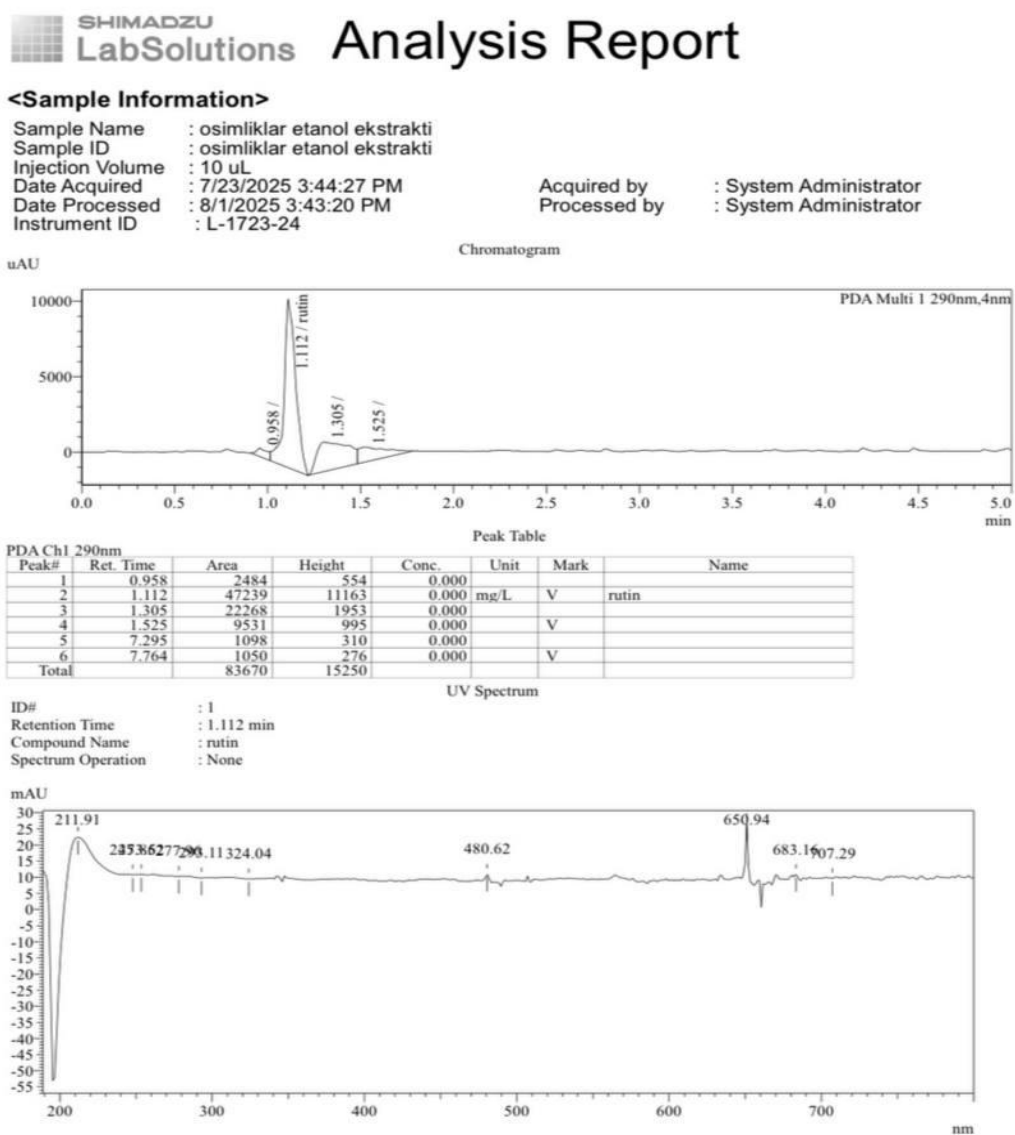 SHIMADZU
LabSolutions Analysis Report
<Sample Information>
Sample Name : osimliklar etanol ekstrakti
Sample ID : osimliklar etanol ekstrakti
Injection Volume : 10 uL
Date Acquired : 7/23/2025 3:44:27 PM Acquired by : System Administrator
Date Processed : 8/1/2025 3:43:20 PM Processed by : System Administrator
Instrument ID : L-1723-24
Chromatogram
uAU
PDA Multi 1 290nm,4nm
10000
5000
0
0.958 /
1.112 / rutin
1.305 /
1.525 /
0.0 0.5 1.0 1.5 2.0 2.5 3.0 3.5 4.0 4.5 5.0
min
Peak Table
PDA Ch1 290nm
Peak# Ret. Time Area Height Conc. Unit Mark Name
1 0.958 2484 554 0.000
2 1.112 47239 11163 0.000 mg/L V rutin
3 1.305 22268 1953 0.000
4 1.525 9531 995 0.000 V
5 7.295 1098 310 0.000
6 7.764 1050 276 0.000 V
Total 83670 15250
UV Spectrum
ID# : 1
Retention Time : 1.112 min
Compound Name : rutin
Spectrum Operation : None
mAU
211.91 324.04 480.62 650.94 707.29
30
25
20
15
10
5
0
-5
-10
-15
-20
-25
-30
-35
-40
-45
-50
-55
200 300 400 500 600 700
nm